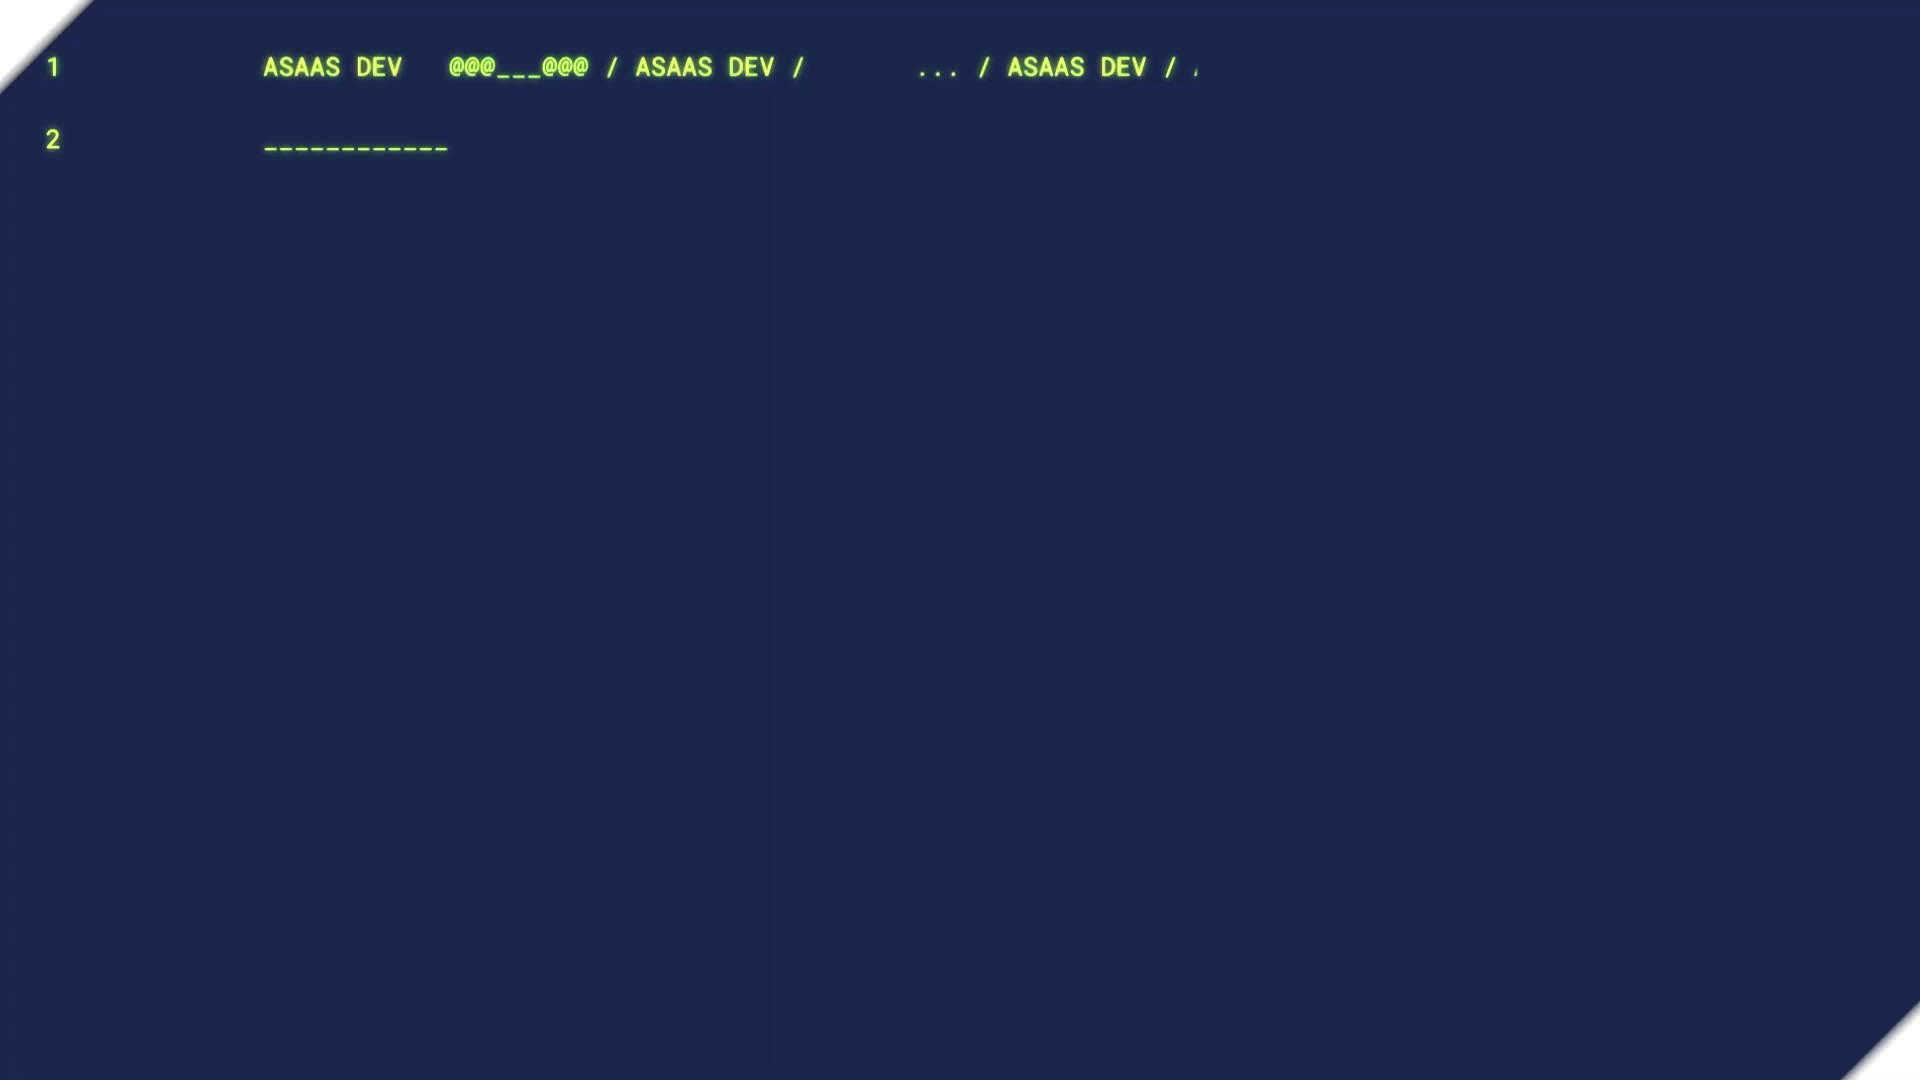 1 ASAAS DEV @@@___@@@ / ASAAS DEV / ... / ASAAS DEV /
2 ____________